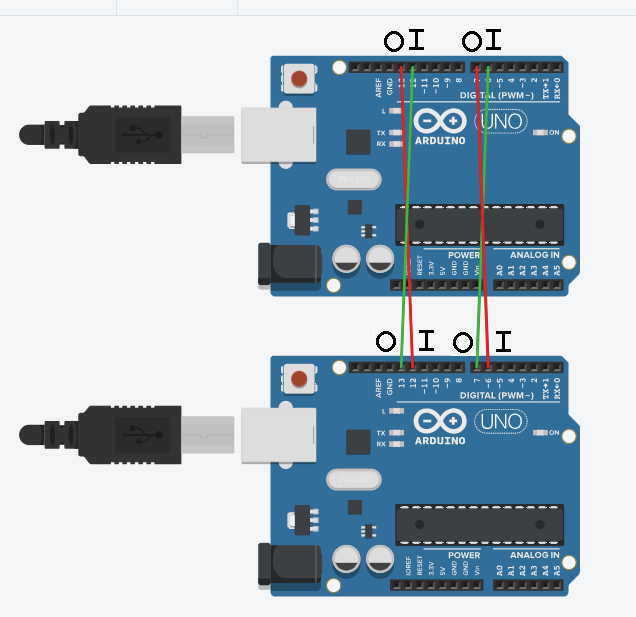 O I O I
AREF
GND
12
~11
~10
~9
8
~5
4
~3
2
TX→1
RX←0
DIGITAL (PWM~)
L
TX
RX
ARDUINO
UNO
ON
POWER
ANALOG IN
RESET
3.3V
5V
GND
GND
Vin
A0
A1
A2
A3
A4
A5
O I O I
AREF
GND
13
12
~11
~10
~9
8
7
~6
~5
4
~3
2
TX→1
RX←0
DIGITAL (PWM~)
L
TX
RX
ARDUINO
UNO
ON
POWER
ANALOG IN
IOREF
RESET
3.3V
5V
GND
GND
Vin
A0
A1
A2
A3
A4
A5